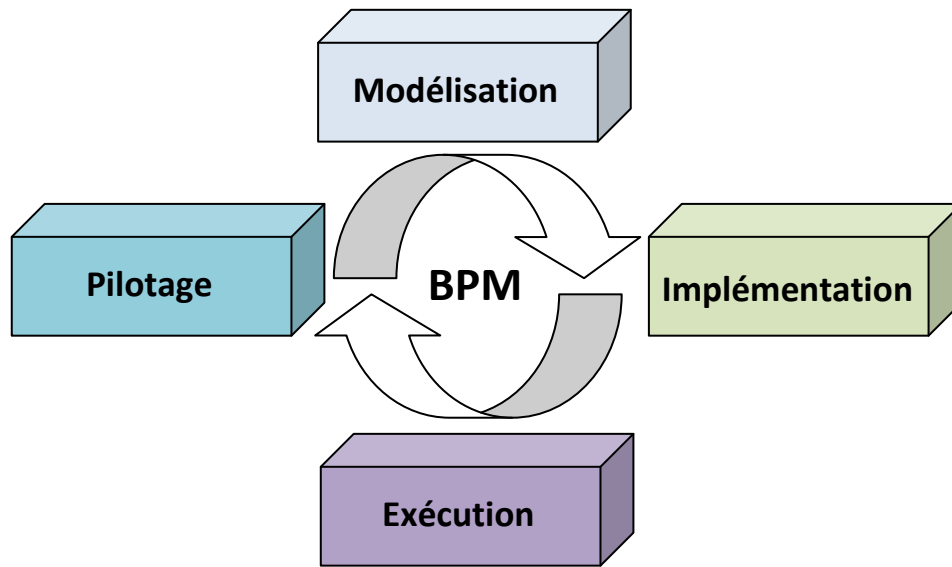 Modélisation
Pilotage
BPM
Implémentation
Exécution